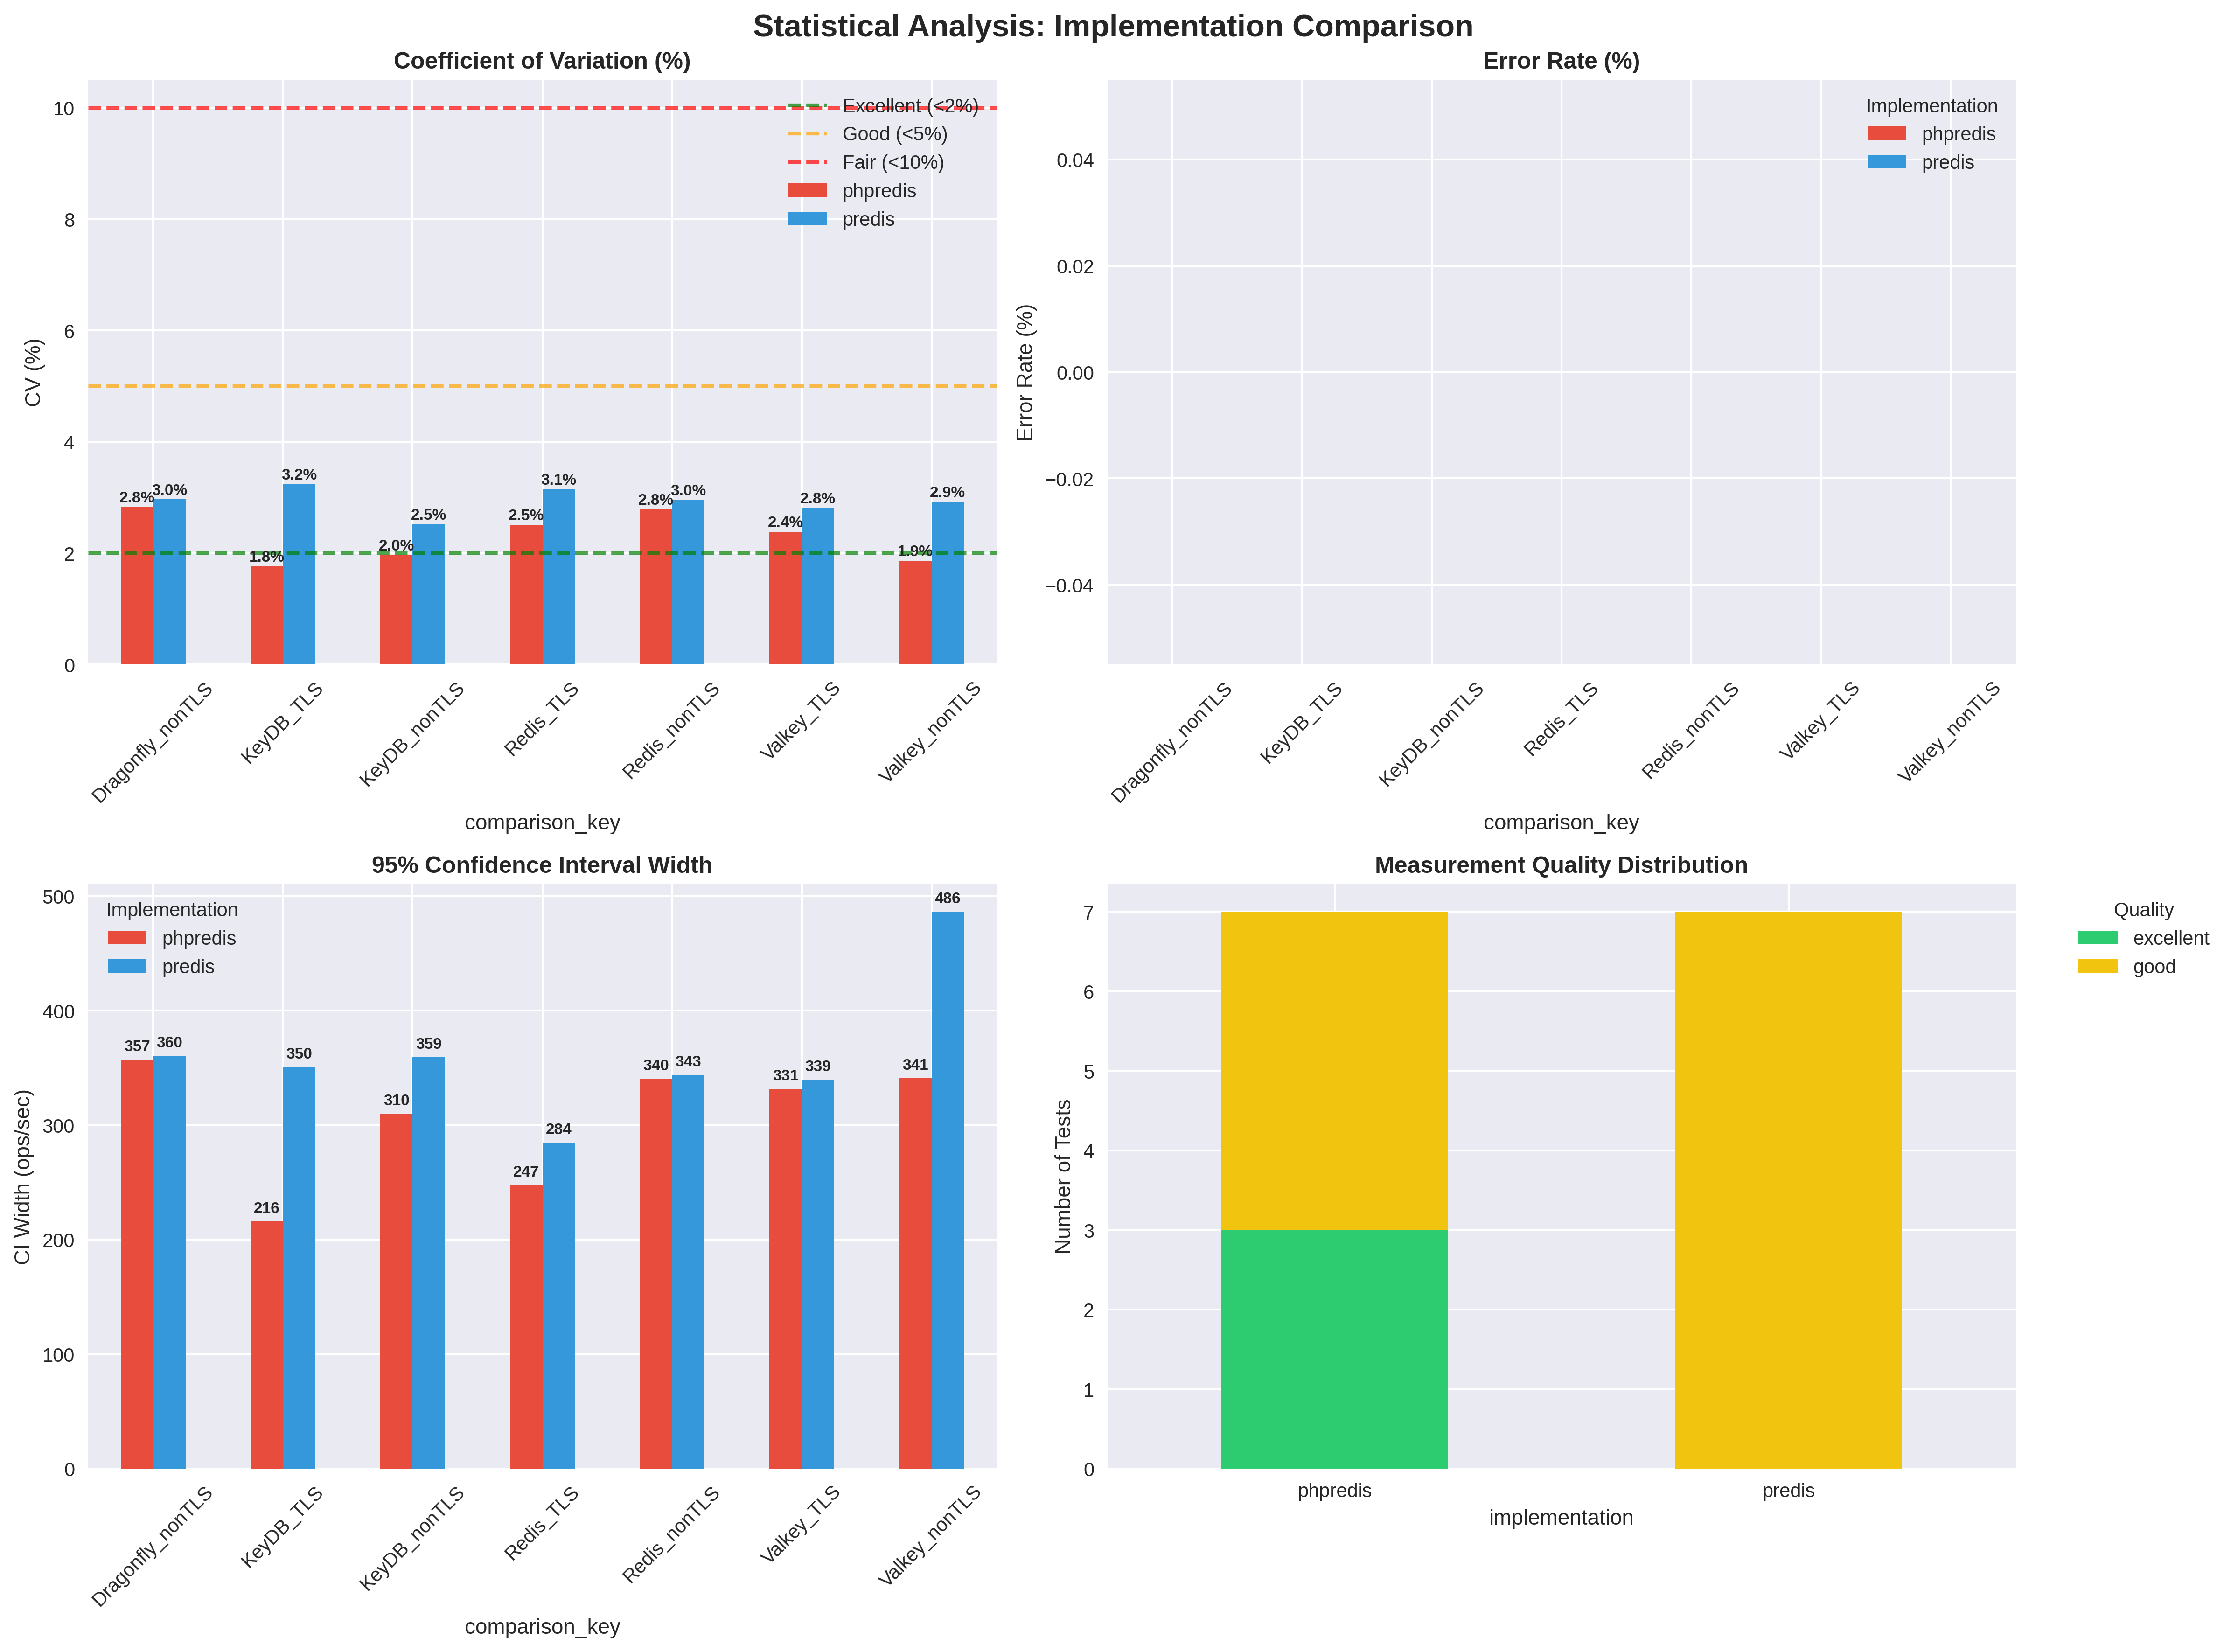 Statistical Analysis: Implementation Comparison
Coefficient of Variation (%)
CV (%)
10
8
6
4
2
0
Excellent (<2%)
Good (<5%)
Fair (<10%)
phpredis
predis
2.8%
3.0%
1.8%
3.2%
2.0%
2.5%
2.5%
3.1%
2.8%
3.0%
2.4%
2.8%
1.9%
2.9%
Dragonfly_nonTLS
KeyDB_TLS
KeyDB_nonTLS
Redis_TLS
Redis_nonTLS
Valkey_TLS
Valkey_nonTLS
comparison_key
Error Rate (%)
Error Rate (%)
0.04
0.02
0.00
−0.02
−0.04
Implementation
phpredis
predis
Dragonfly_nonTLS
KeyDB_TLS
KeyDB_nonTLS
Redis_TLS
Redis_nonTLS
Valkey_TLS
Valkey_nonTLS
comparison_key
95% Confidence Interval Width
CI Width (ops/sec)
500
400
300
200
100
0
Implementation
phpredis
predis
357
360
216
350
310
359
247
284
340
343
331
339
341
486
Dragonfly_nonTLS
KeyDB_TLS
KeyDB_nonTLS
Redis_TLS
Redis_nonTLS
Valkey_TLS
Valkey_nonTLS
comparison_key
Measurement Quality Distribution
Number of Tests
7
6
5
4
3
2
1
0
phpredis
predis
implementation
Quality
excellent
good